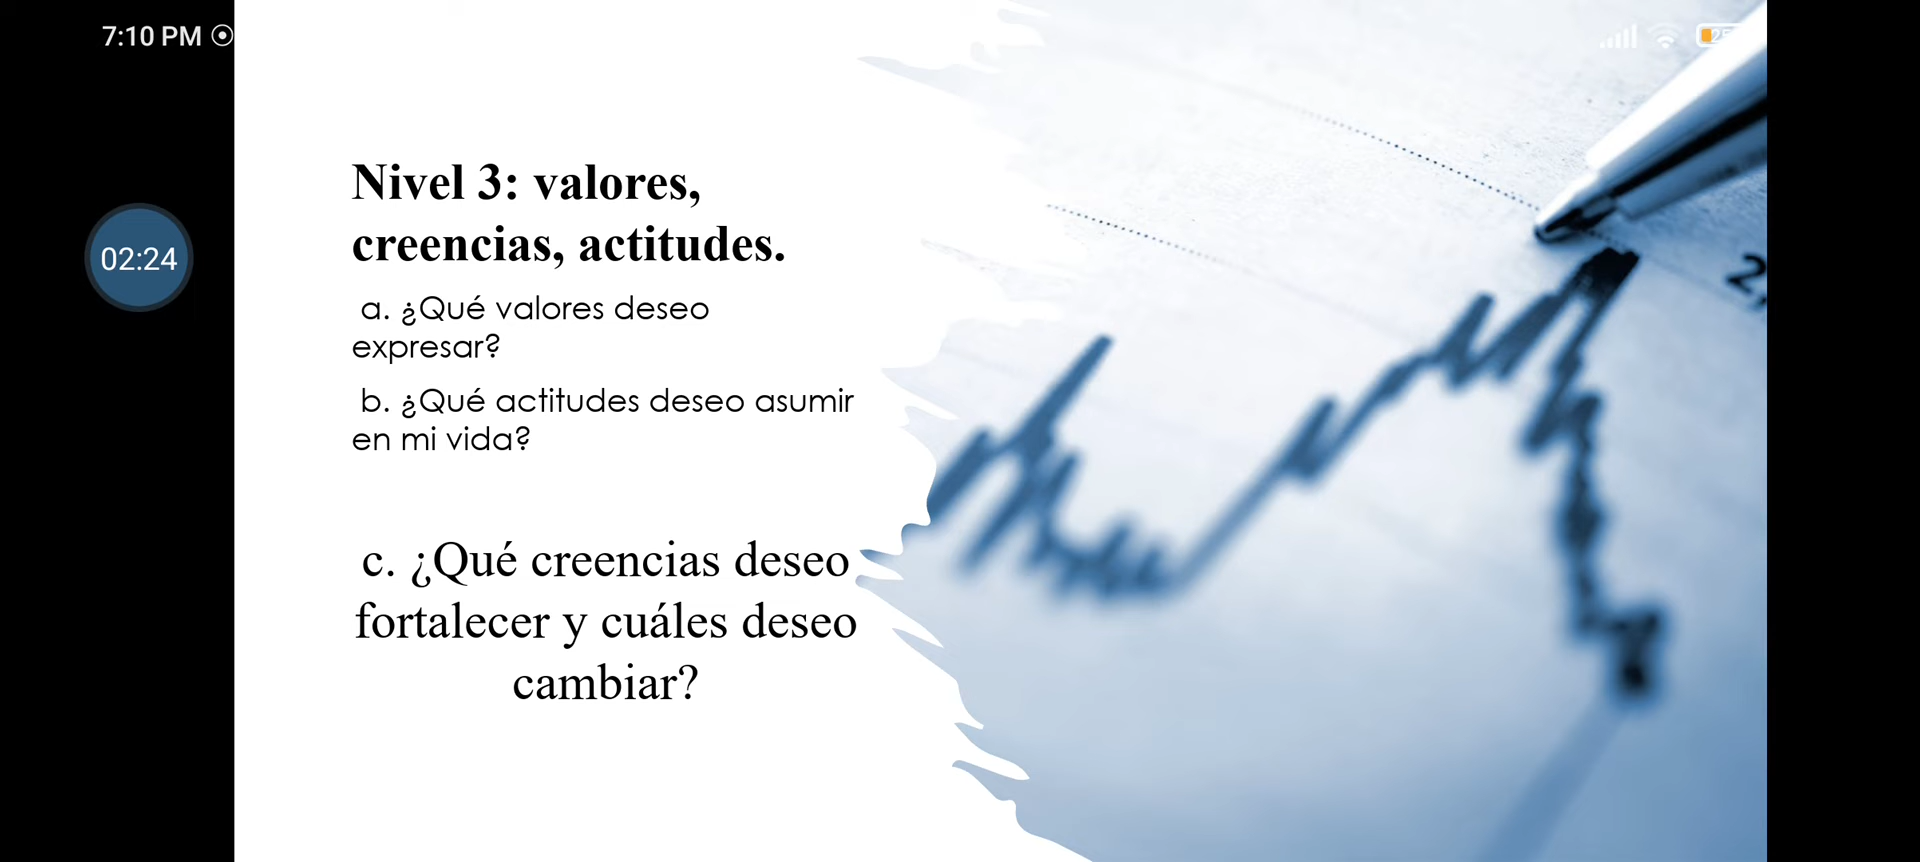 7:10 PM
02:24
Nivel 3: valores,
creencias, actitudes.
a. ¿Qué valores deseo
expresar?
b. ¿Qué actitudes deseo asumir
en mi vida?
c. ¿Qué creencias deseo
fortalecer y cuáles deseo
cambiar?
2,